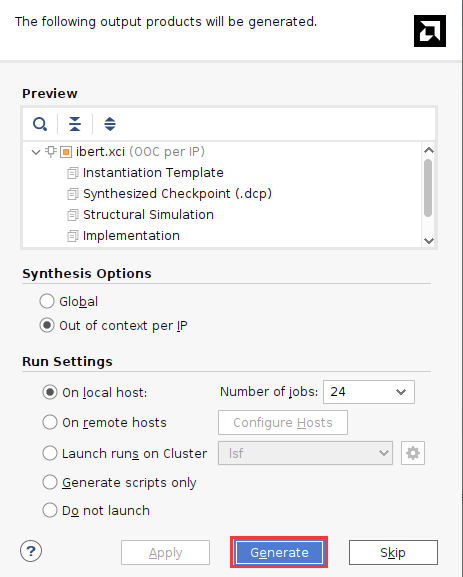 The following output products will be generated.
Preview
ibert.xci (OOC per IP)
Instantiation Template
Synthesized Checkpoint (.dcp)
Structural Simulation
Implementation
Synthesis Options
Global
Out of context per IP
Run Settings
On local host: Number of jobs: 24
On remote hosts Configure Hosts
Launch runs on Cluster lsf
Generate scripts only
Do not launch
? Apply Generate Skip